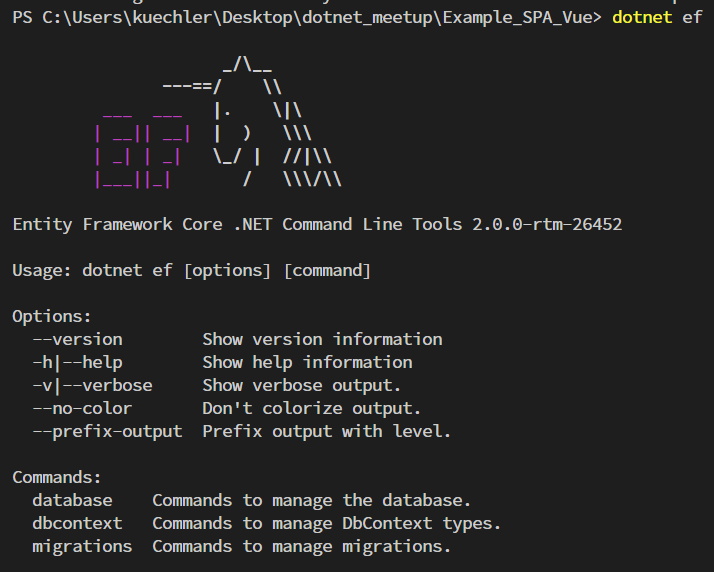 PS C:\Users\kuechler\Desktop\dotnet_meetup\Example_SPA_Vue> dotnet ef
                     _/\__
               ---==/    \\
         ___  ___   |.    \|\
        | __|| __|  |  )   \\\
        | _| | _|   \_/ |  //|\\
        |___||_|       /   \\\/\\
Entity Framework Core .NET Command Line Tools 2.0.0-rtm-26452
Usage: dotnet ef [options] [command]
Options:
  --version        Show version information
  -h|--help        Show help information
  -v|--verbose     Show verbose output.
  --no-color       Don't colorize output.
  --prefix-output  Prefix output with level.
Commands:
  database    Commands to manage the database.
  dbcontext   Commands to manage DbContext types.
  migrations  Commands to manage migrations.